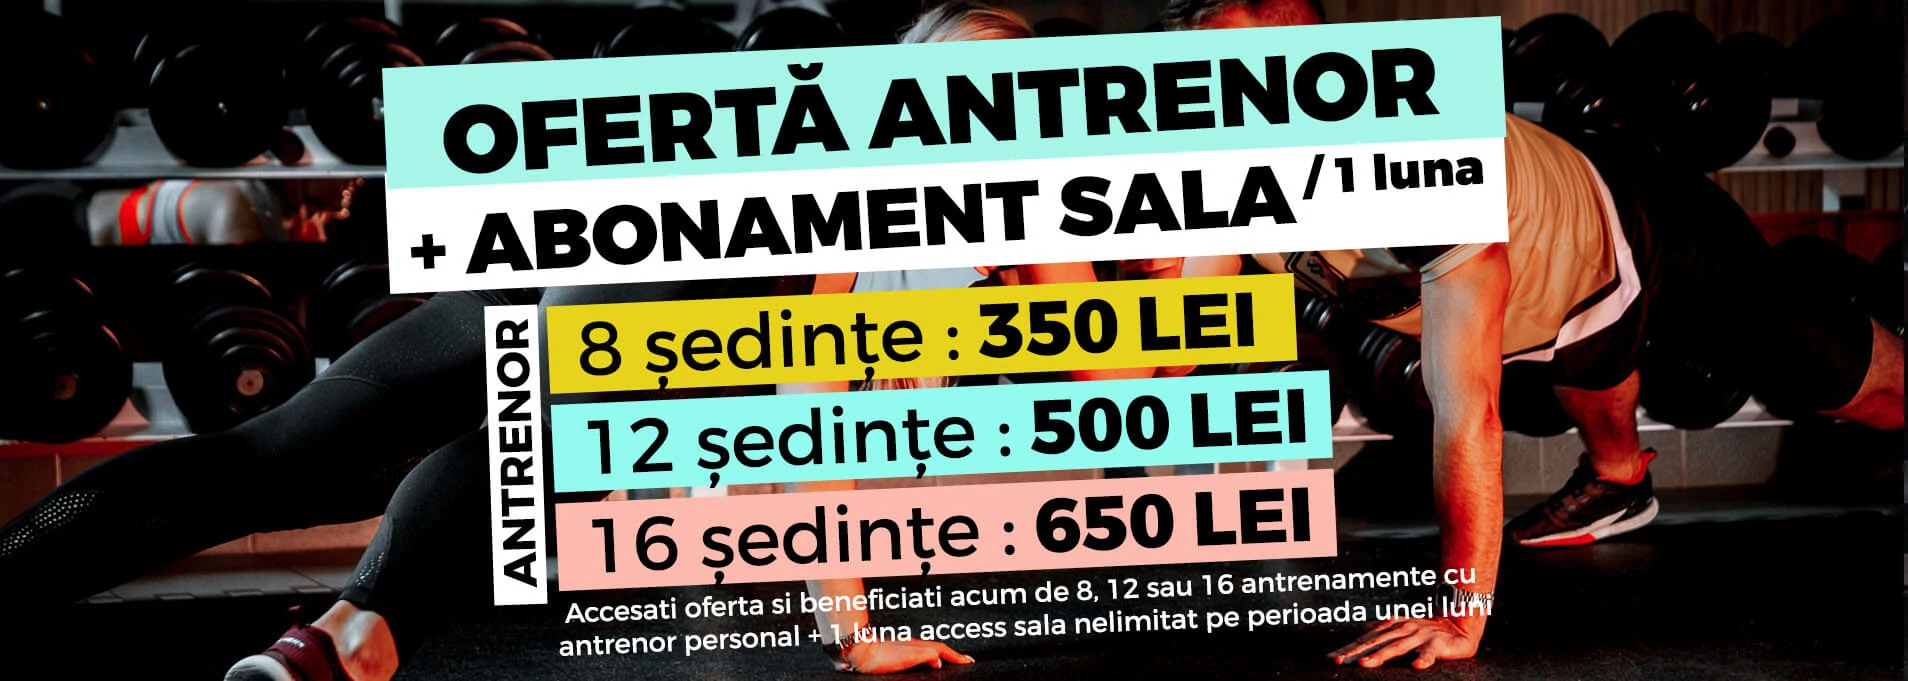 OFERTĂ ANTRENOR
+ ABONAMENT SALA / 1 luna
ANTRENOR
8 ședințe : 350 LEI
12 ședințe : 500 LEI
16 ședințe : 650 LEI
Accesati oferta si beneficiati acum de 8, 12 sau 16 antrenamente cu
antrenor personal + 1 luna access sala nelimitat pe perioada unei luni